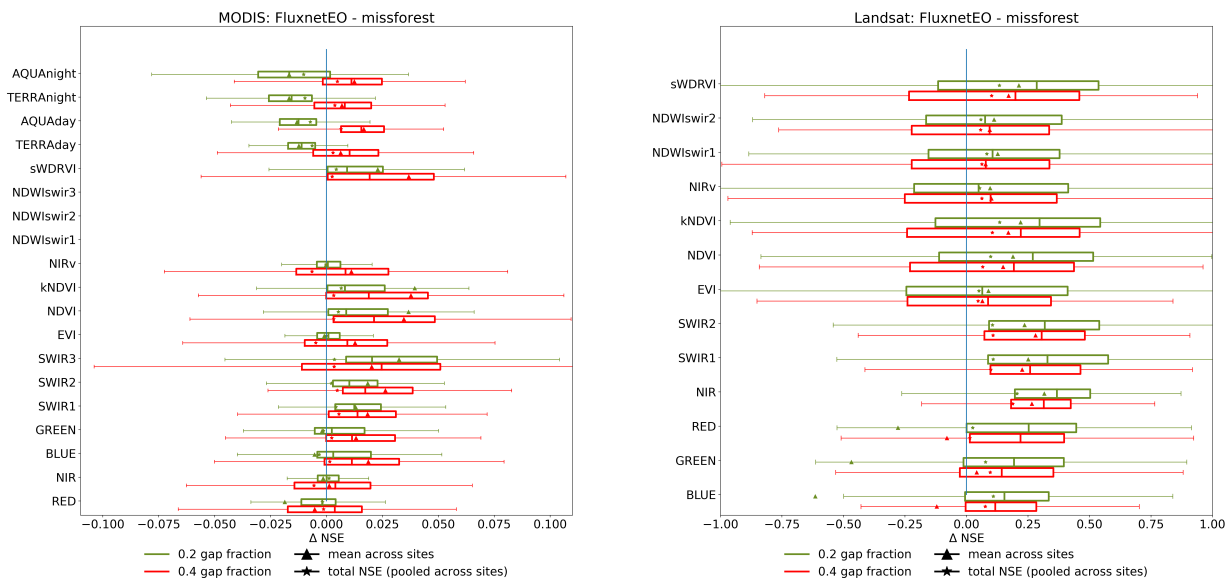 MODIS: FluxnetEO - missforest
AQUAnight
TERRAnight
AQUAday
TERRAday
sWDRVI
NDWIswir3
NDWIswir2
NDWIswir1
NIRv
kNDVI
NDVI
EVI
SWIR3
SWIR2
SWIR1
GREEN
BLUE
NIR
RED
−0.100
−0.075
−0.050
−0.025
0.000
0.025
0.050
0.075
0.100
Δ NSE
0.2 gap fraction
0.4 gap fraction
mean across sites
total NSE (pooled across sites)
Landsat: FluxnetEO - missforest
sWDRVI
NDWIswir2
NDWIswir1
NIRv
kNDVI
NDVI
EVI
SWIR2
SWIR1
NIR
RED
GREEN
BLUE
−1.00
−0.75
−0.50
−0.25
0.00
0.25
0.50
0.75
1.00
Δ NSE
0.2 gap fraction
0.4 gap fraction
mean across sites
total NSE (pooled across sites)